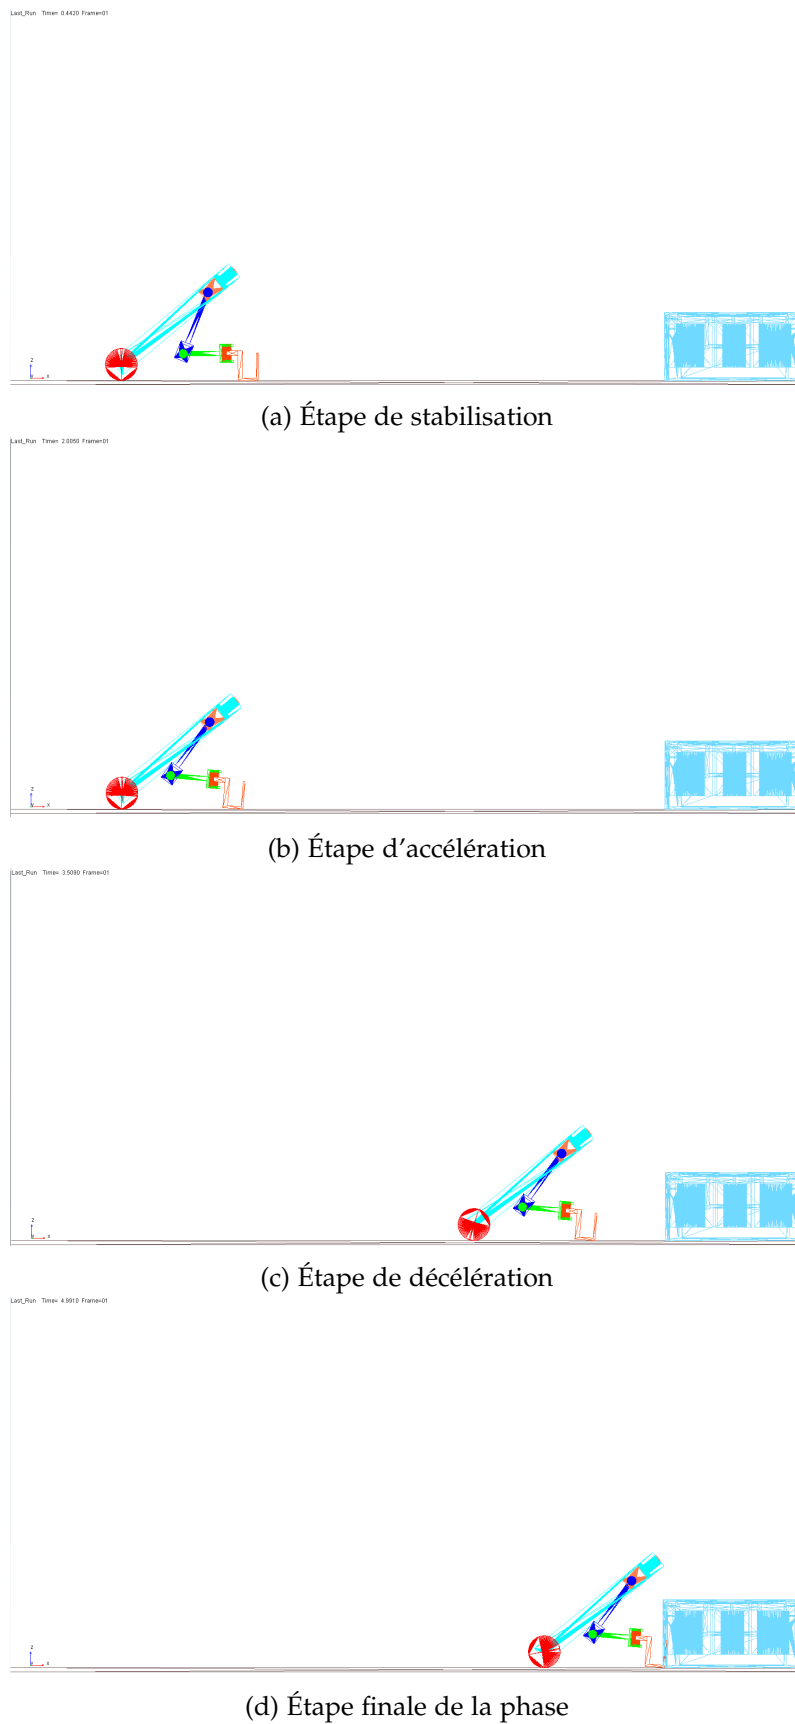 Last_Run Time= 0.4420 Frame=01
z
x
(a) Étape de stabilisation
Last_Run Time= 2.0050 Frame=01
z
x
(b) Étape d'accélération
Last_Run Time= 3.5090 Frame=01
z
x
(c) Étape de décélération
Last_Run Time= 4.9910 Frame=01
z
x
(d) Étape finale de la phase